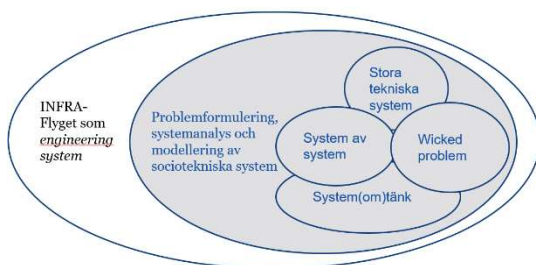 INFRA-
Flyget som
engineering
system
Problemformulering,
systemanalys och
modellering av
sociotekniska system
Stora
tekniska
system
System av
system
Wicked
problem
System(om)tänk